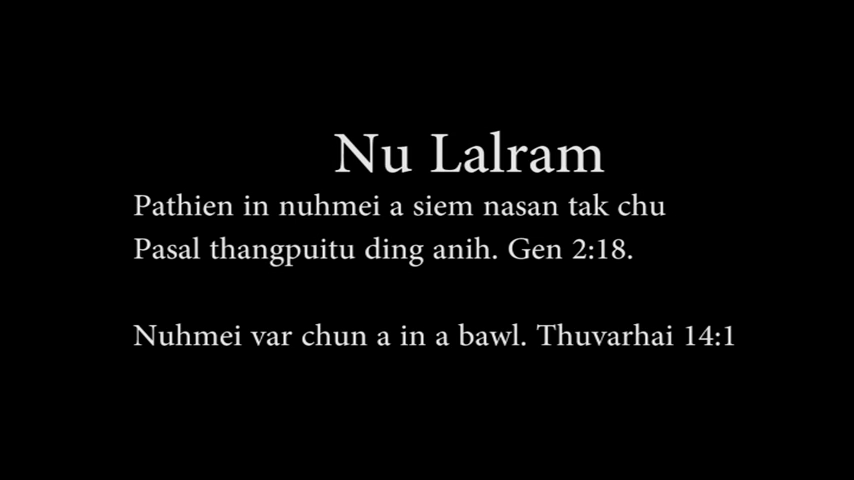 Nu Lalram
Pathien in nuhmei a siem nasan tak chu
Pasal thangpuitu ding anih. Gen 2:18.
Nuhmei var chun a in a bawl. Thuvarhai 14:1